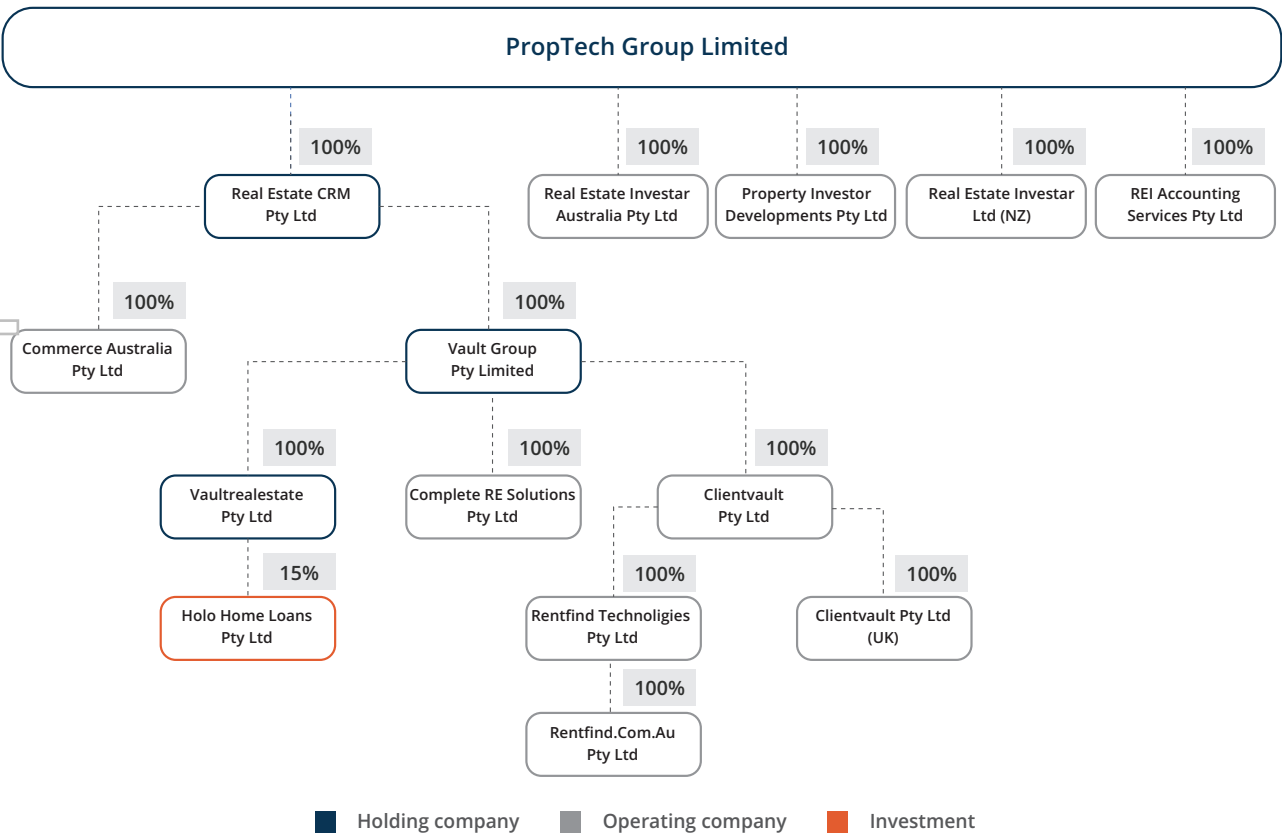 PropTech Group Limited
100%
100%
100%
100%
100%
Real Estate CRM
Pty Ltd
Real Estate Investar
Australia Pty Ltd
Property Investor
Developments Pty Ltd
Real Estate Investar
Ltd (NZ)
REI Accounting
Services Pty Ltd
100%
100%
Commerce Australia
Pty Ltd
Vault Group
Pty Limited
100%
100%
100%
Vaultrealestate
Pty Ltd
Complete RE Solutions
Pty Ltd
Clientvault
Pty Ltd
15%
100%
100%
Holo Home Loans
Pty Ltd
Rentfind Technoligies
Pty Ltd
Clientvault Pty Ltd
(UK)
100%
Rentfind.Com.Au
Pty Ltd
Holding company
Operating company
Investment